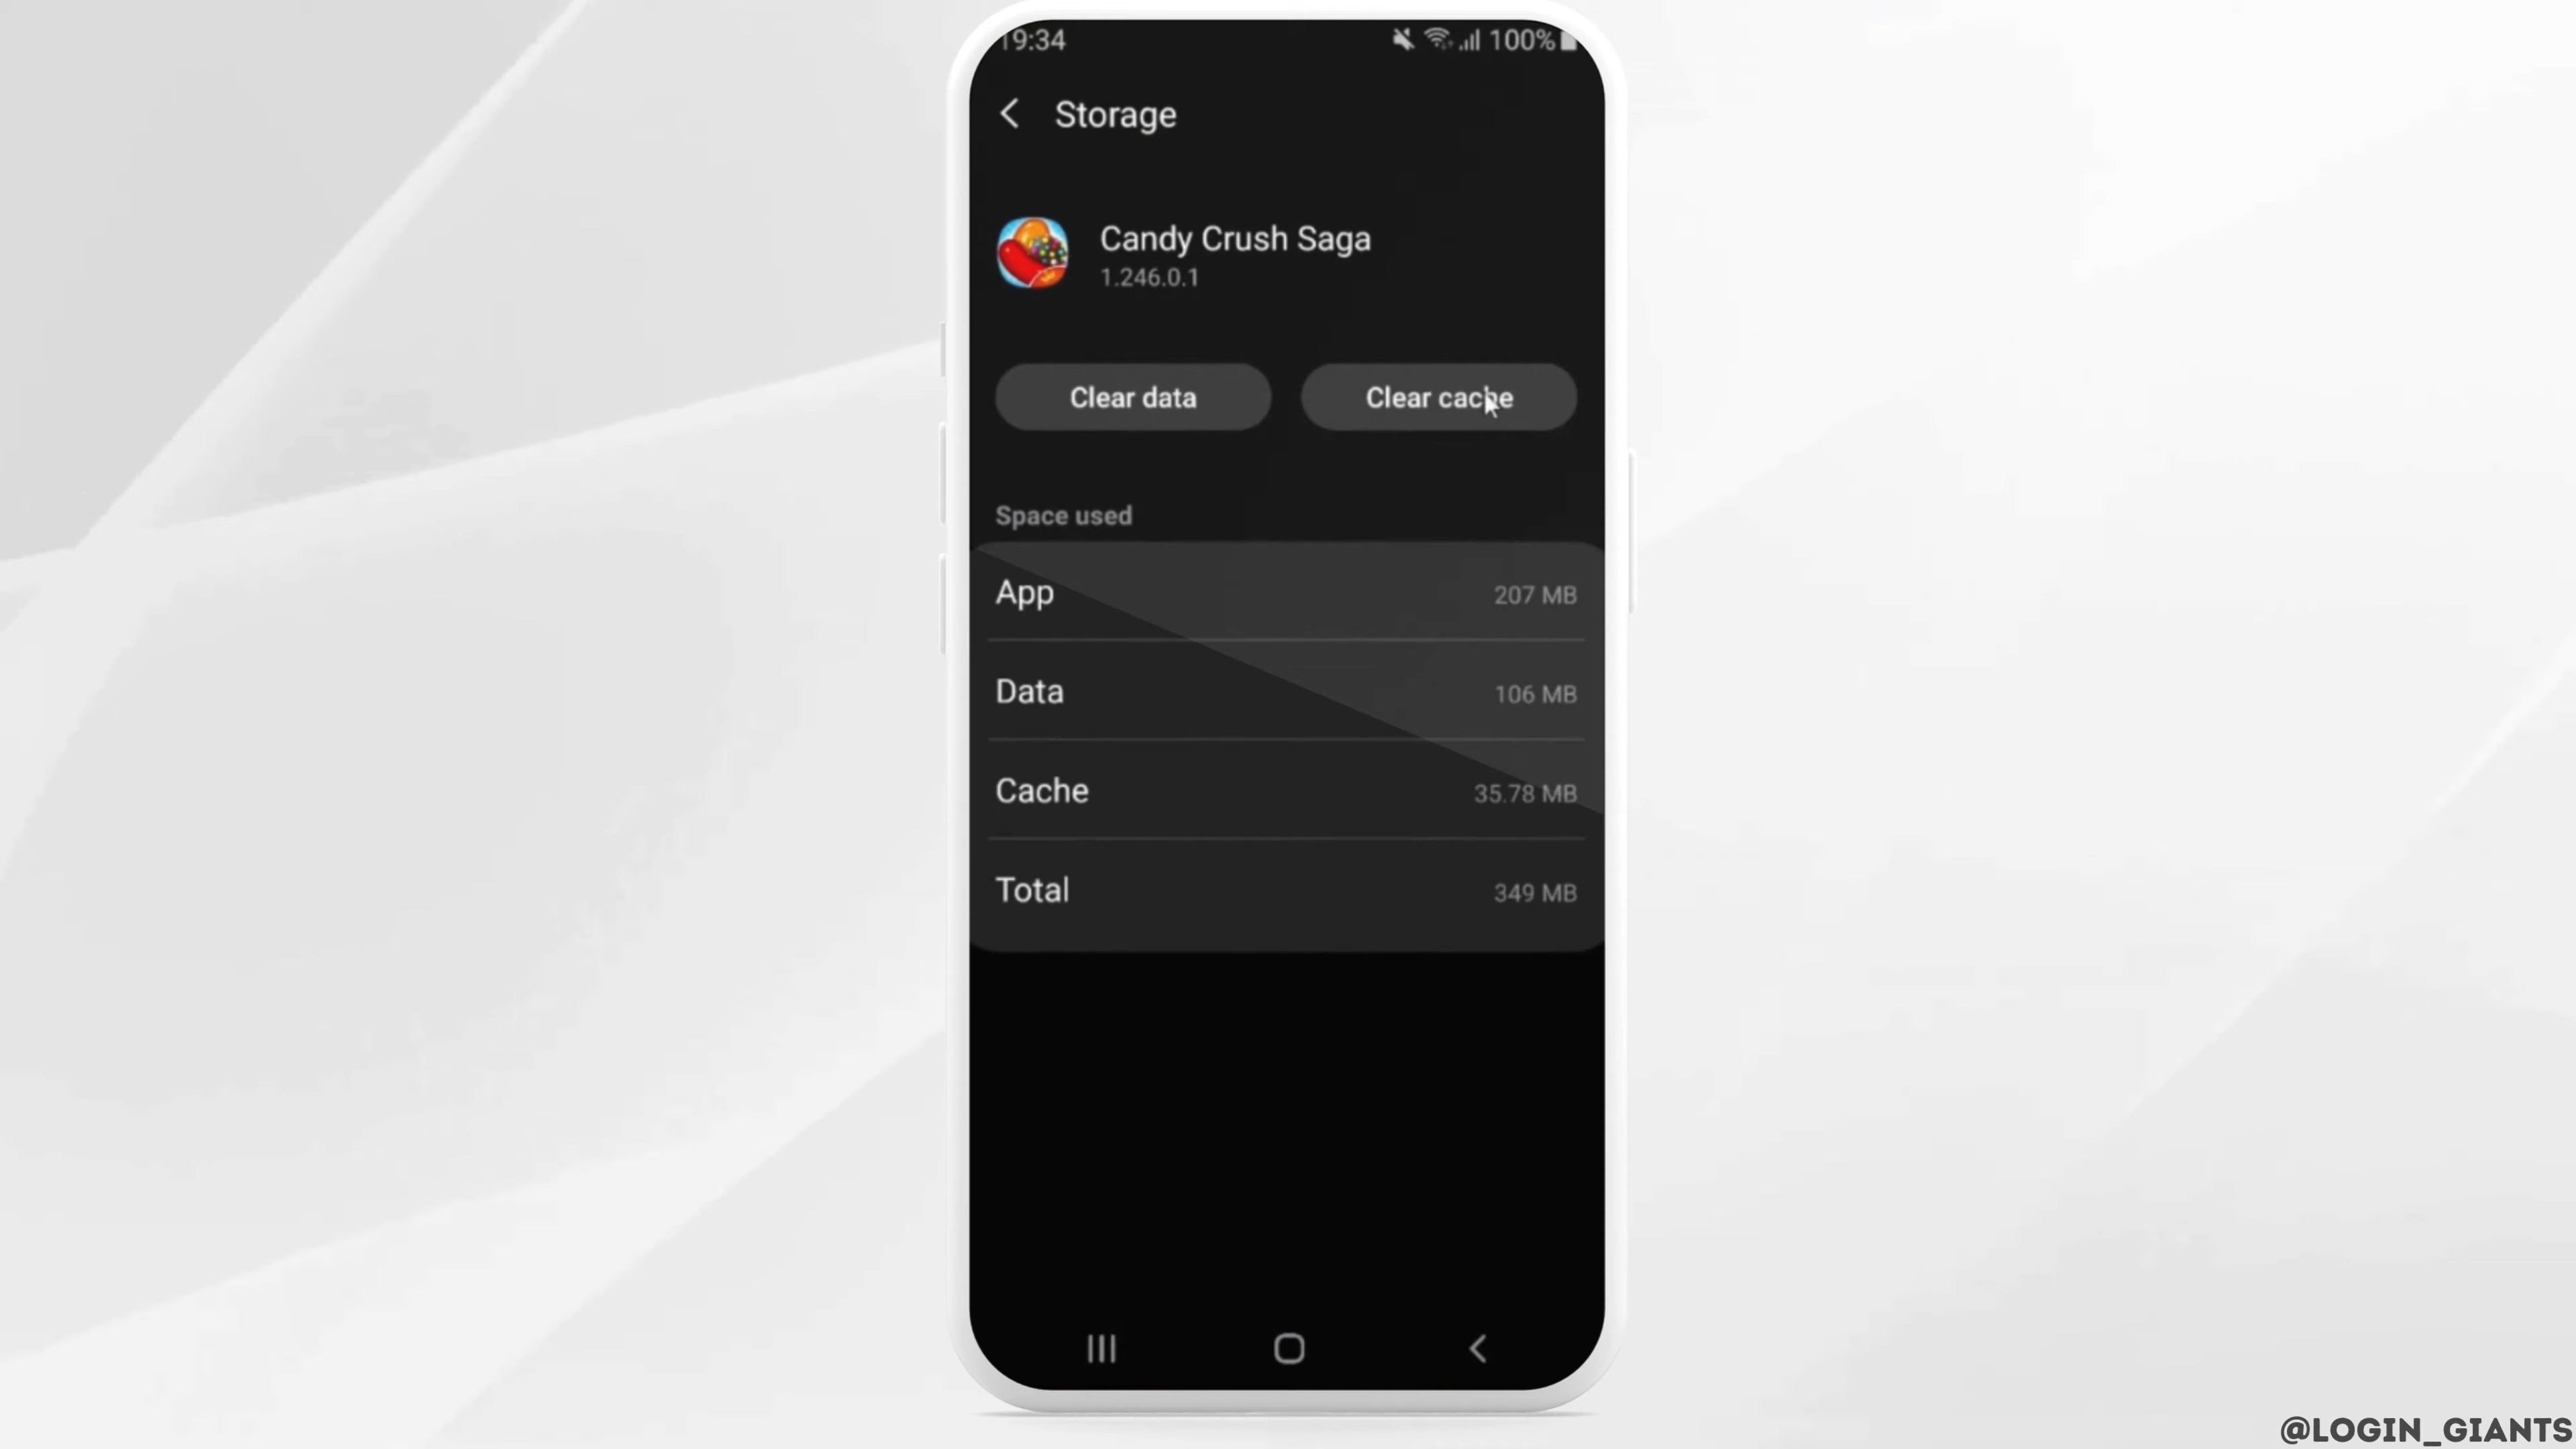 19:34 100%
Storage
Candy Crush Saga
1.246.0.1
Clear data Clear cache
Space used
App 207 MB
Data 106 MB
Cache 35.78 MB
Total 349 MB
@LOGIN_GIANTS